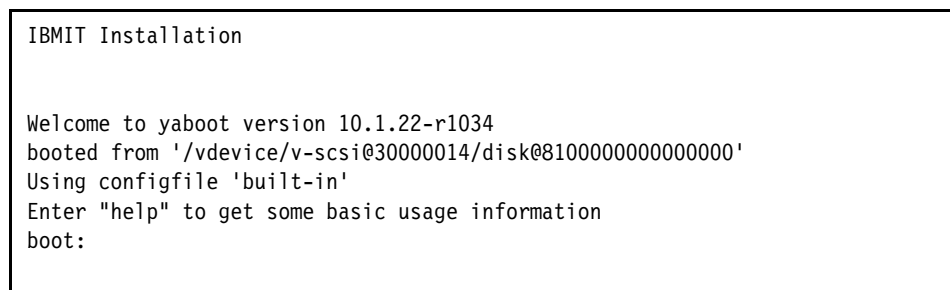 IBMIT Installation
Welcome to yaboot version 10.1.22-r1034
booted from '/vdevice/v-scsi@30000014/disk@8100000000000000'
Using configfile 'built-in'
Enter "help" to get some basic usage information
boot: